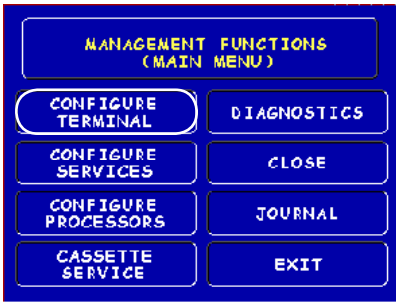 MANAGEMENT FUNCTIONS
(MAIN MENU)
CONFIGURE
TERMINAL
DIAGNOSTICS
CONFIGURE
SERVICES
CLOSE
CONFIGURE
PROCESSORS
JOURNAL
CASSETTE
SERVICE
EXIT